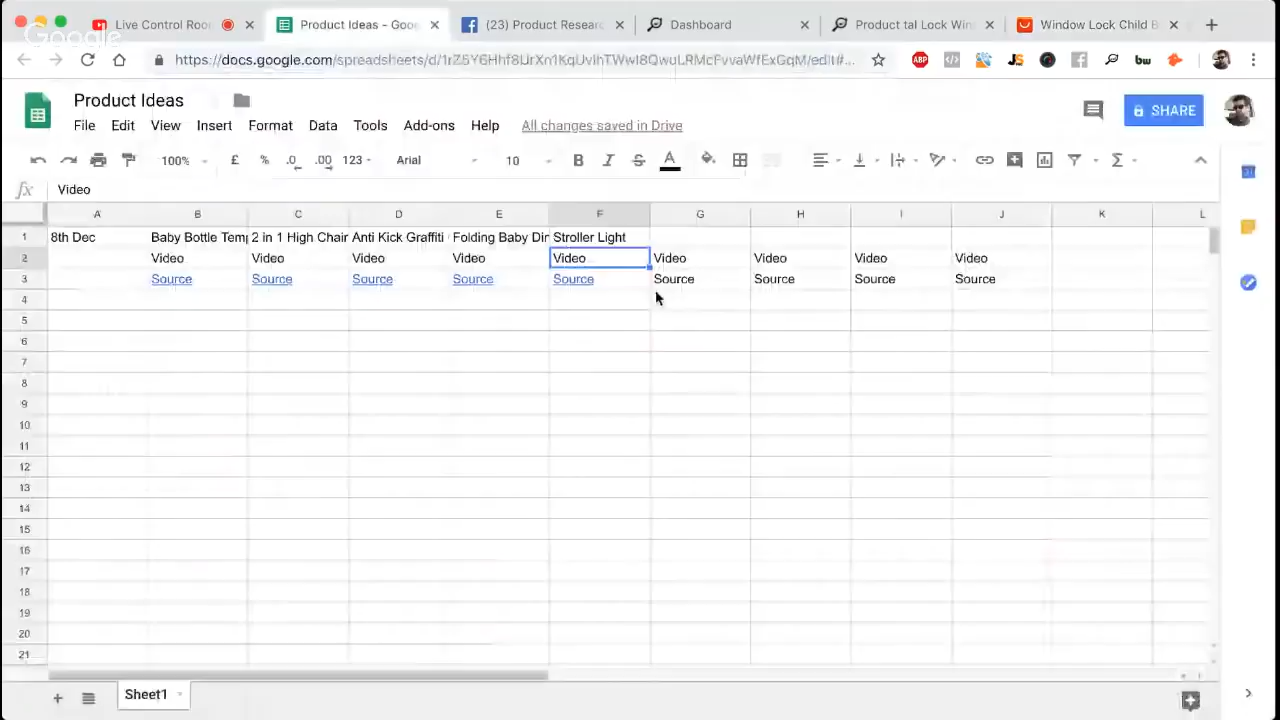 Live Control Roo
Product Ideas - Goo
(23) Product Resear
Dashboard
Product tal Lock Win
Window Lock Child B
Google
Product Ideas
File Edit View Insert Format Data Tools Add-ons Help All changes saved in Drive
SHARE
100% £ % .0 .00 123 Arial 10 B I S A
fx Video
A B C D E F G H I J K L
1 8th Dec Baby Bottle Temp 2 in 1 High Chair Anti Kick Graffiti Folding Baby Din Stroller Light
2 Video Video Video Video Video Video Video Video Video
3 Source Source Source Source Source Source Source Source Source
4
5
6
7
8
9
10
11
12
13
14
15
16
17
18
19
20
21
Sheet1